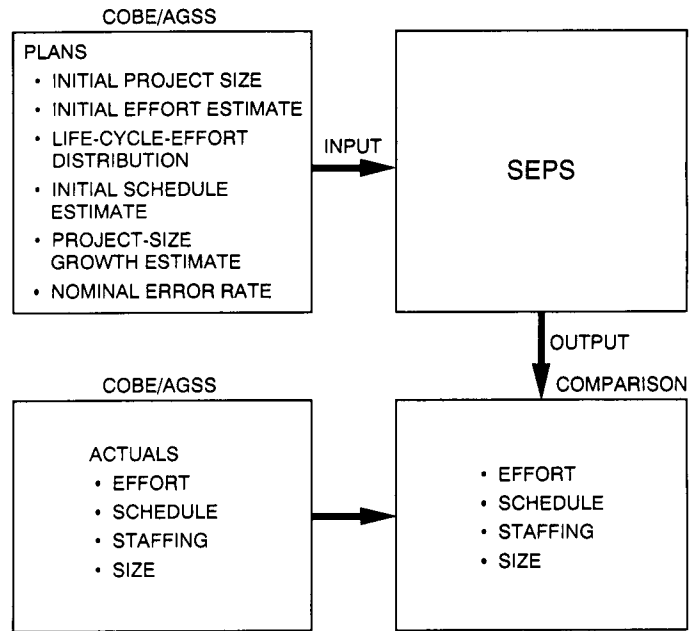 COBE/AGSS
PLANS
• INITIAL PROJECT SIZE
• INITIAL EFFORT ESTIMATE
• LIFE-CYCLE-EFFORT
DISTRIBUTION
• INITIAL SCHEDULE
ESTIMATE
• PROJECT-SIZE
GROWTH ESTIMATE
• NOMINAL ERROR RATE
INPUT
SEPS
OUTPUT
COBE/AGSS
ACTUALS
• EFFORT
• SCHEDULE
• STAFFING
• SIZE
COMPARISON
• EFFORT
• SCHEDULE
• STAFFING
• SIZE